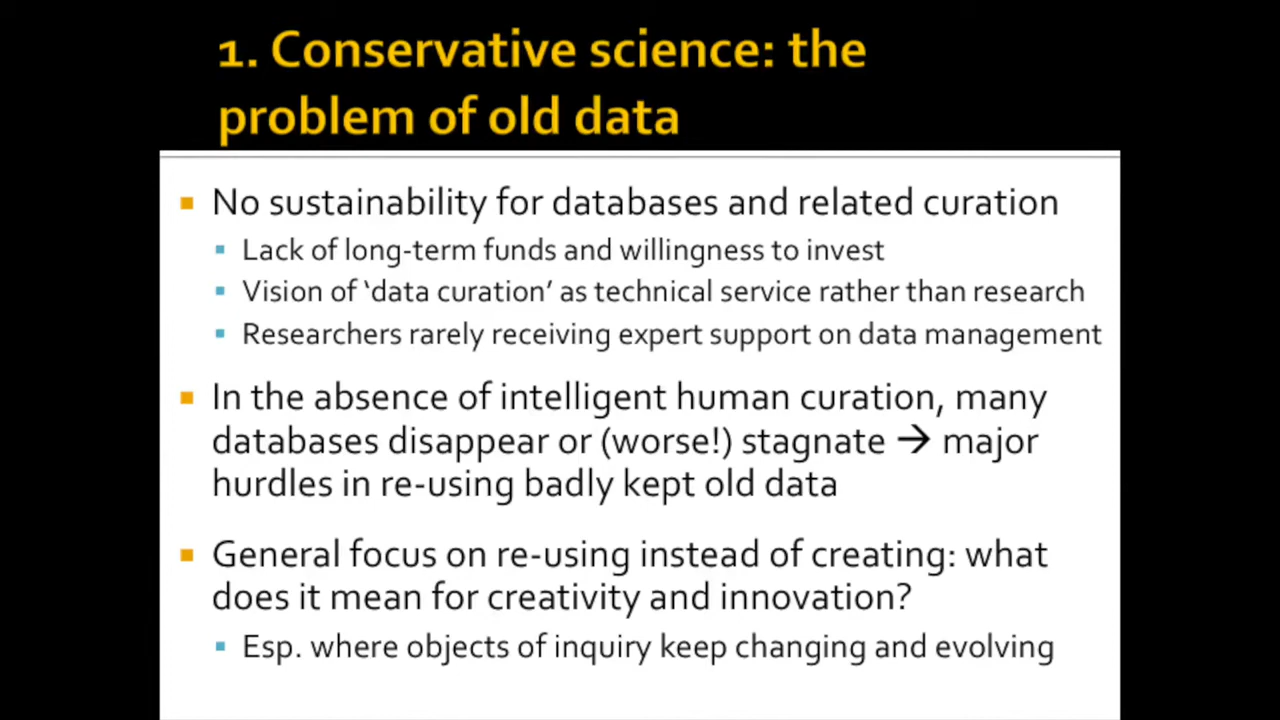 1. Conservative science: the
problem of old data
No sustainability for databases and related curation
Lack of long-term funds and willingness to invest
Vision of ‘data curation’ as technical service rather than research
Researchers rarely receiving expert support on data management
In the absence of intelligent human curation, many
databases disappear or (worse!) stagnate → major
hurdles in re-using badly kept old data
General focus on re-using instead of creating: what
does it mean for creativity and innovation?
Esp. where objects of inquiry keep changing and evolving